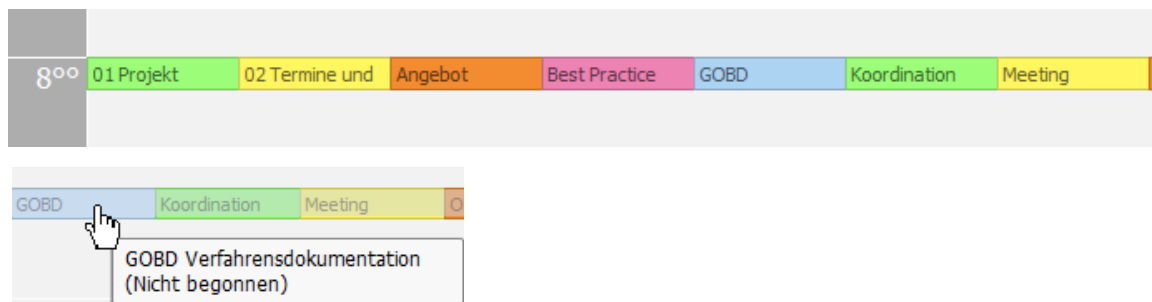 8⁰⁰ 01 Projekt 02 Termine und Angebot Best Practice GOBD Koordination Meeting
GOBD Koordination Meeting O
GOBD Verfahrensdokumentation
(Nicht begonnen)